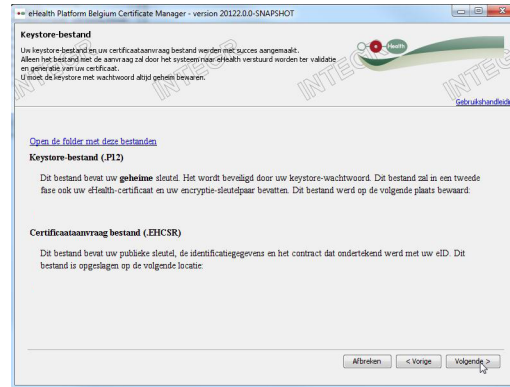 eHealth Platform Belgium Certificate Manager - version 20122.0.0-SNAPSHOT
Keystore-bestand
Uw keystore-bestand en uw certificaataanvraag bestand werden met succes aangemaakt.
Alleen het bestand met de aanvraag zal door het systeem naar eHealth verstuurd worden ter validatie
en generatie van uw certificaat.
U moet de keystore met wachtwoord altijd geheim bewaren.
Health
INTEGR
INTEGR
INTEGR
INTEGR
Gebruikshandleidi
Open de folder met deze bestanden
Keystore-bestand (.P12)
Dit bestand bevat uw geheime sleutel. Het wordt beveiligd door uw keystore-wachtwoord. Dit bestand zal in een tweede
fase ook uw eHealth-certificaat en uw encryptie-sleutelpaar bevatten. Dit bestand werd op de volgende plaats bewaard:
Certificaataanvraag bestand (.EHCSR)
Dit bestand bevat uw publieke sleutel, de identificatiegegevens en het contract dat ondertekend werd met uw eID. Dit
bestand is opgeslagen op de volgende locatie:
Afbreken < Vorige Volgende >